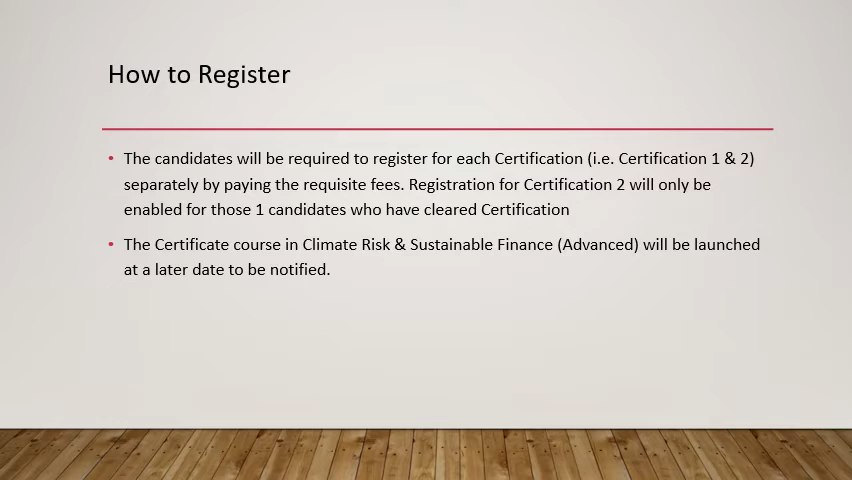 How to Register
• The candidates will be required to register for each Certification (i.e. Certification 1 & 2)
separately by paying the requisite fees. Registration for Certification 2 will only be
enabled for those 1 candidates who have cleared Certification
• The Certificate course in Climate Risk & Sustainable Finance (Advanced) will be launched
at a later date to be notified.